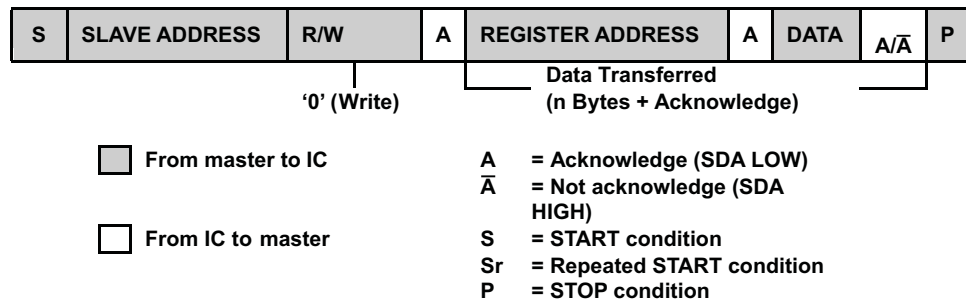 S SLAVE ADDRESS R/W A REGISTER ADDRESS A DATA A/A̅ P
‘0’ (Write)
Data Transferred
(n Bytes + Acknowledge)
From master to IC
From IC to master
A = Acknowledge (SDA LOW)
A̅ = Not acknowledge (SDA
HIGH)
S = START condition
Sr = Repeated START condition
P = STOP condition